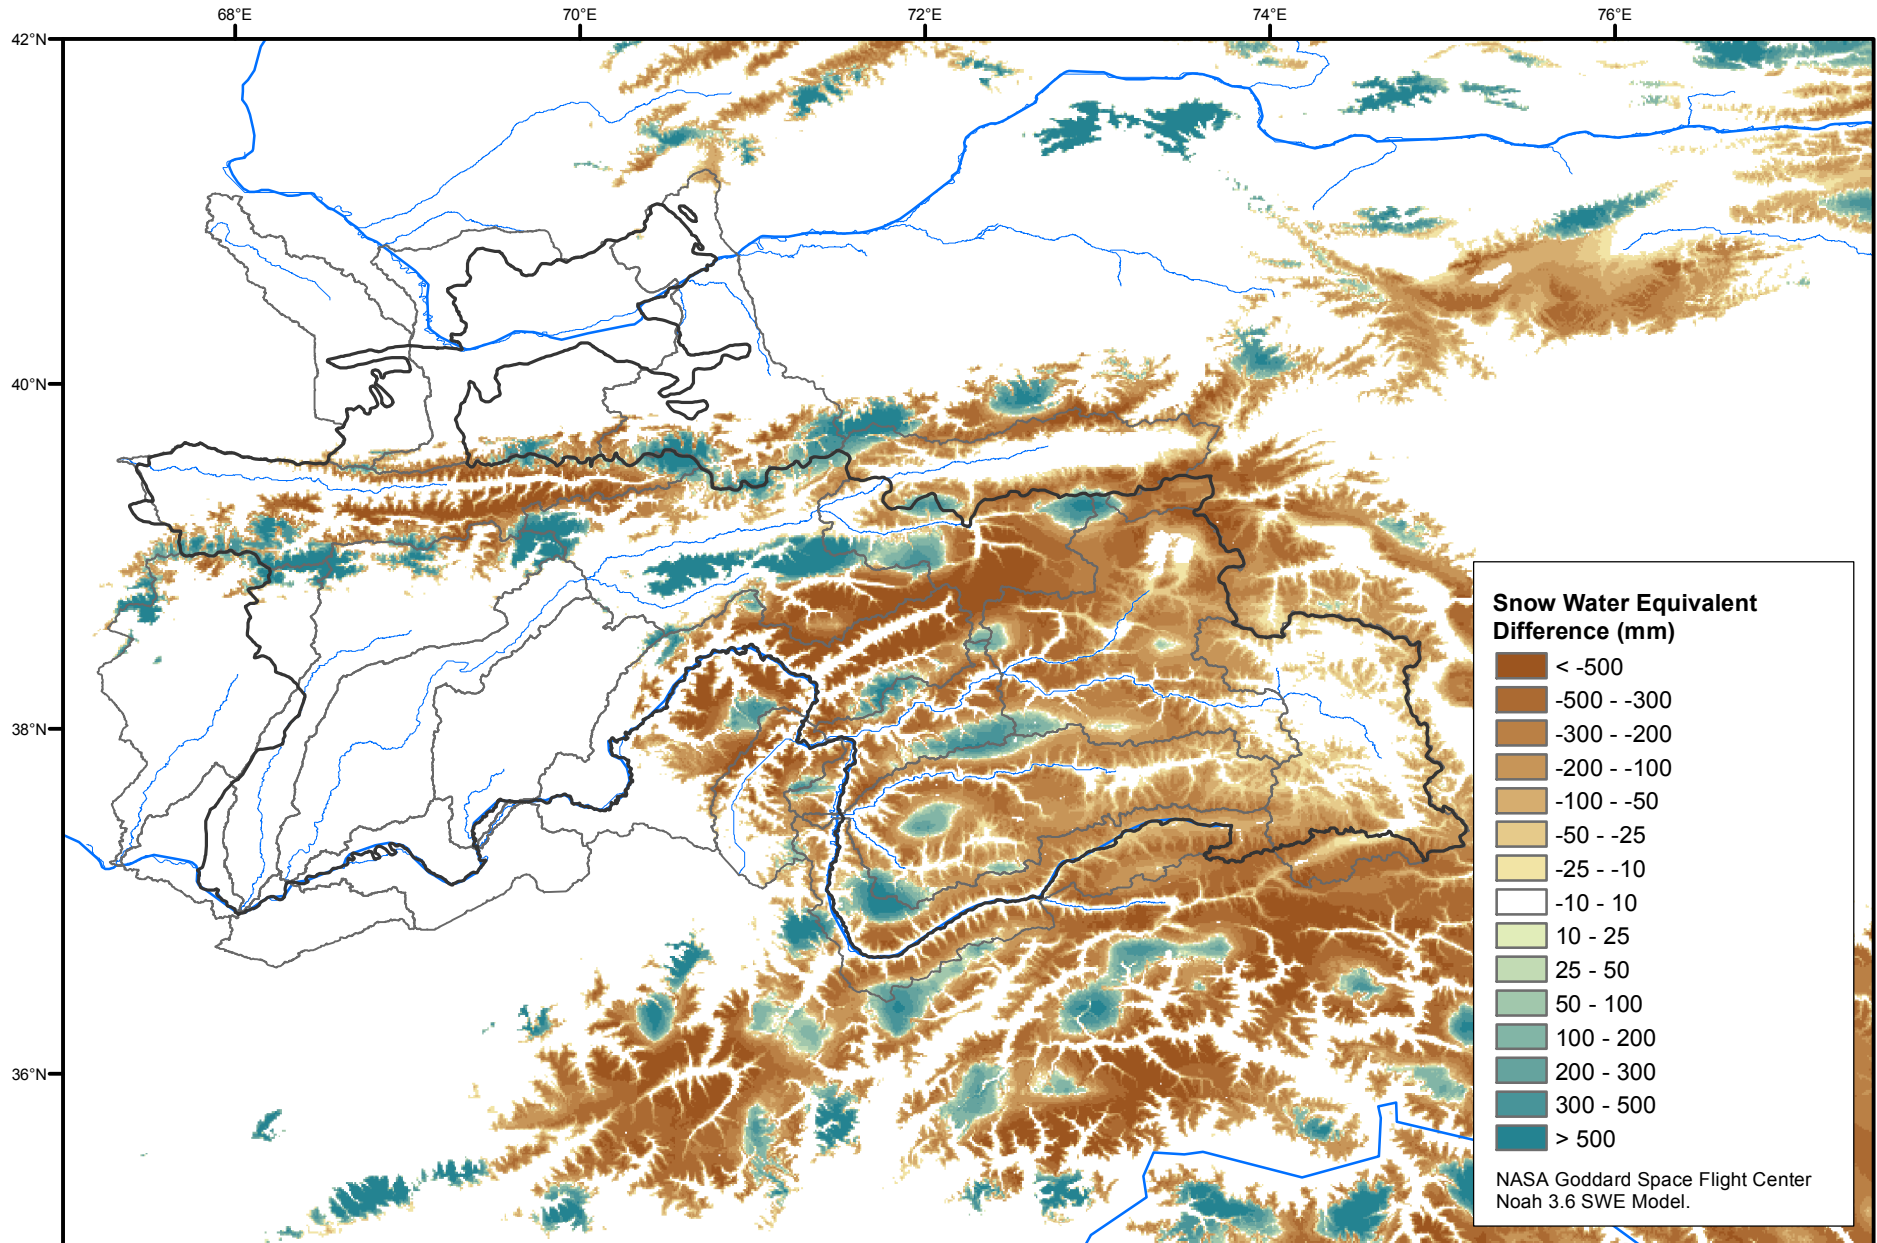 68°E
70°E
72°E
74°E
76°E
42°N
40°N
38°N
36°N
Snow Water Equivalent
Difference (mm)
< -500
-500 - -300
-300 - -200
-200 - -100
-100 - -50
-50 - -25
-25 - -10
-10 - 10
10 - 25
25 - 50
50 - 100
100 - 200
200 - 300
300 - 500
> 500
NASA Goddard Space Flight Center
Noah 3.6 SWE Model.